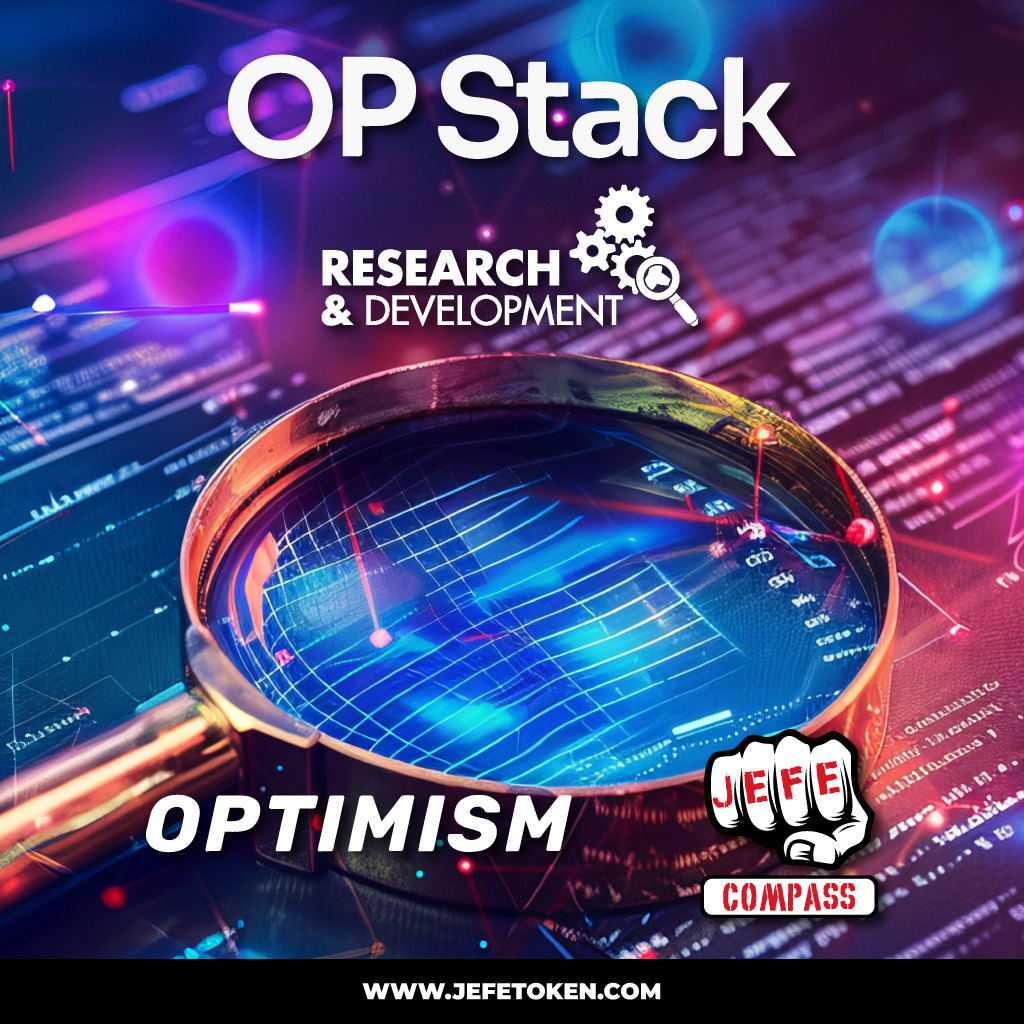 OP Stack
RESEARCH
& DEVELOPMENT
OPTIMISM
JEFE
COMPASS
WWW.JEFETOKEN.COM